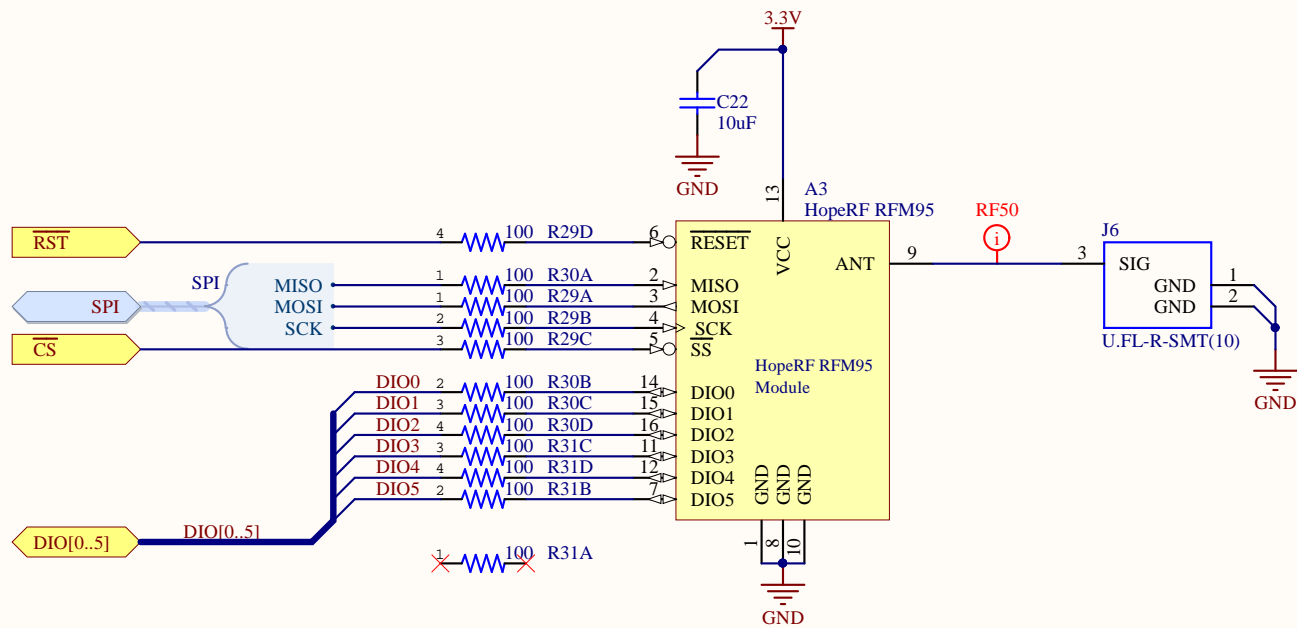 3.3V
C22
10uF
GND
13
A3
HopeRF RFM95
RF50
i
J6
RST
4
100
R29D
6
RESET
VCC
ANT
9
3
SIG
SPI
MISO
1
100
R30A
2
MISO
GND
1
SPI
MOSI
1
100
R29A
3
MOSI
GND
2
SCK
2
100
R29B
4
SCK
CS
3
100
R29C
5
SS
U.FL-R-SMT(10)
HopeRF RFM95
Module
DIO0
2
100
R30B
14
DIO0
GND
DIO1
3
100
R30C
15
DIO1
DIO2
4
100
R30D
16
DIO2
DIO3
3
100
R31C
11
DIO3
DIO4
4
100
R31D
12
DIO4
DIO5
2
100
R31B
7
DIO5
GND
GND
GND
DIO[0..5]
DIO[0..5]
1
8
10
1
100
R31A
GND